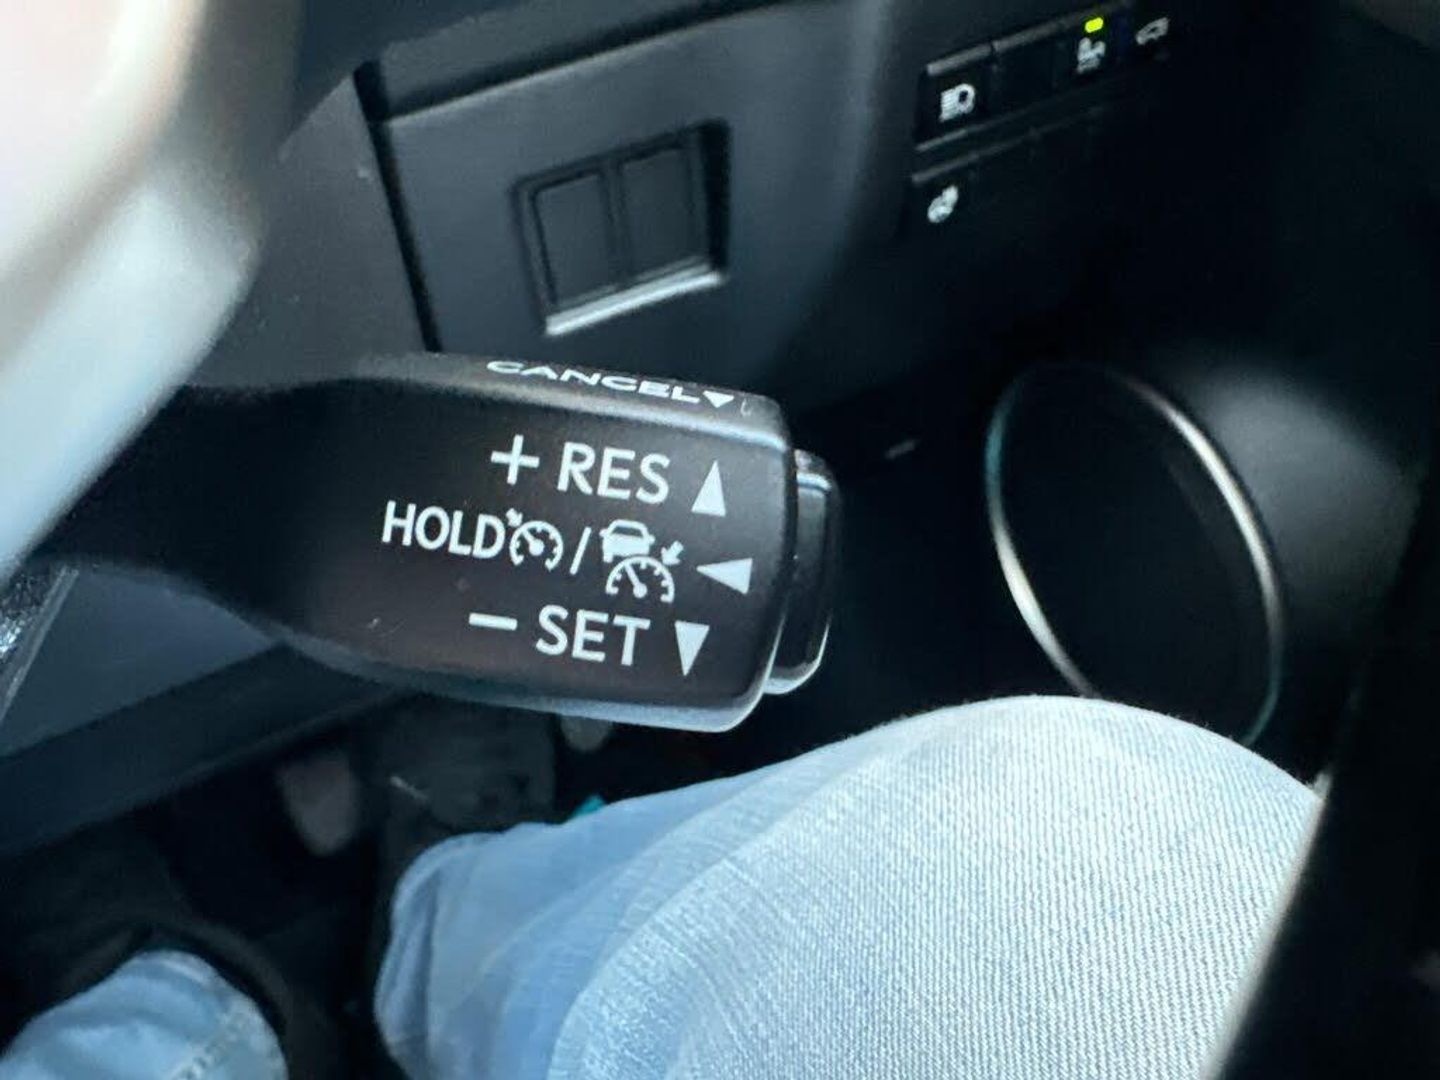 CANCEL
+ RES
HOLD /
- SET